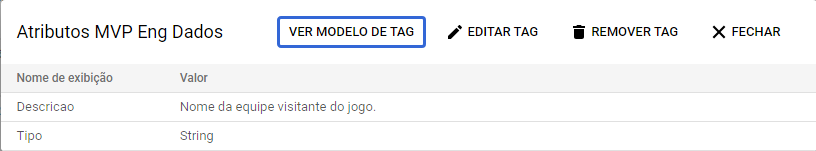 Atributos MVP Eng Dados VER MODELO DE TAG EDITAR TAG REMOVER TAG FECHAR
Nome de exibição Valor
Descricao Nome da equipe visitante do jogo.
Tipo String